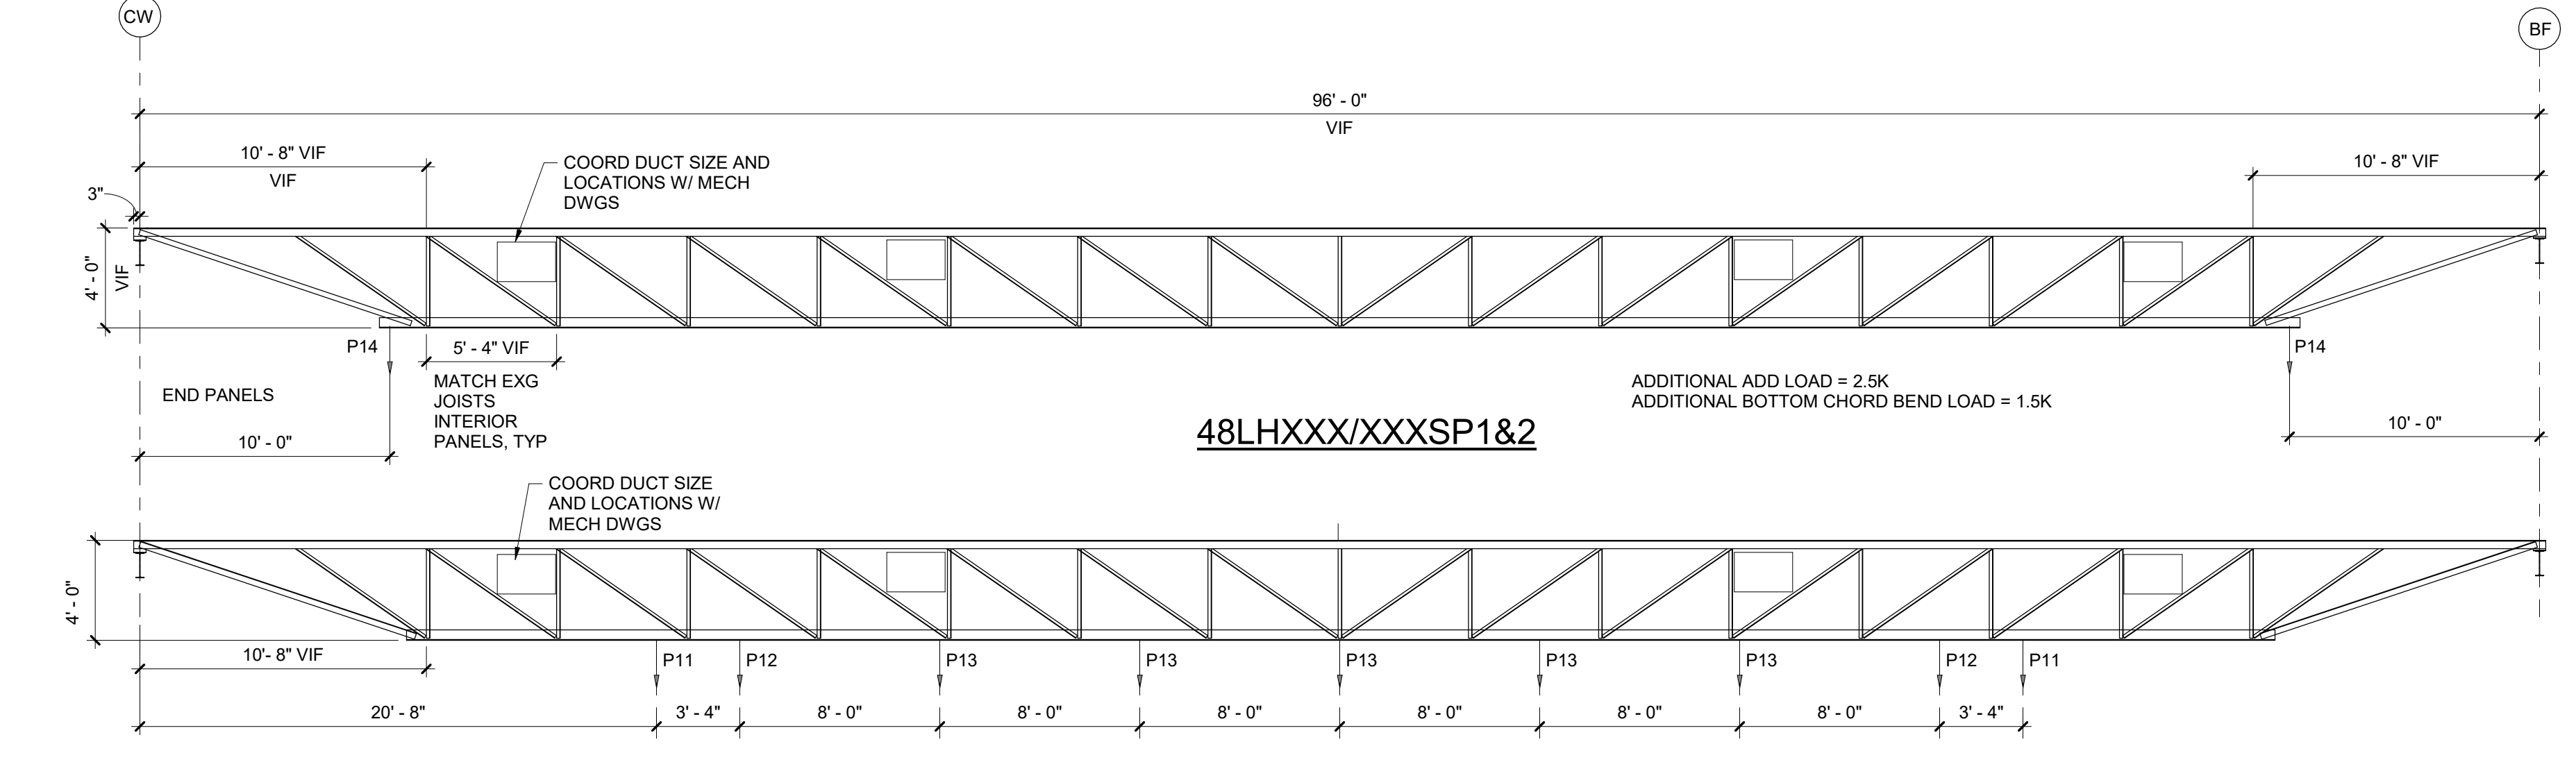 CW
BF
96' - 0"
VIF
10' - 8" VIF
VIF
COORD DUCT SIZE AND
LOCATIONS W/ MECH
DWGS
10' - 8" VIF
3"
4' - 0"
VIF
P14
5' - 4" VIF
P14
END PANELS
MATCH EXG
JOISTS
INTERIOR
PANELS, TYP
ADDITIONAL ADD LOAD = 2.5K
ADDITIONAL BOTTOM CHORD BEND LOAD = 1.5K
48LHXXX/XXXSP1&2
10' - 0"
10' - 0"
COORD DUCT SIZE
AND LOCATIONS W/
MECH DWGS
4' - 0"
10'- 8" VIF
P11
P12
P13
P13
P13
P13
P13
P12
P11
20' - 8"
3' - 4"
8' - 0"
8' - 0"
8' - 0"
8' - 0"
8' - 0"
8' - 0"
3' - 4"